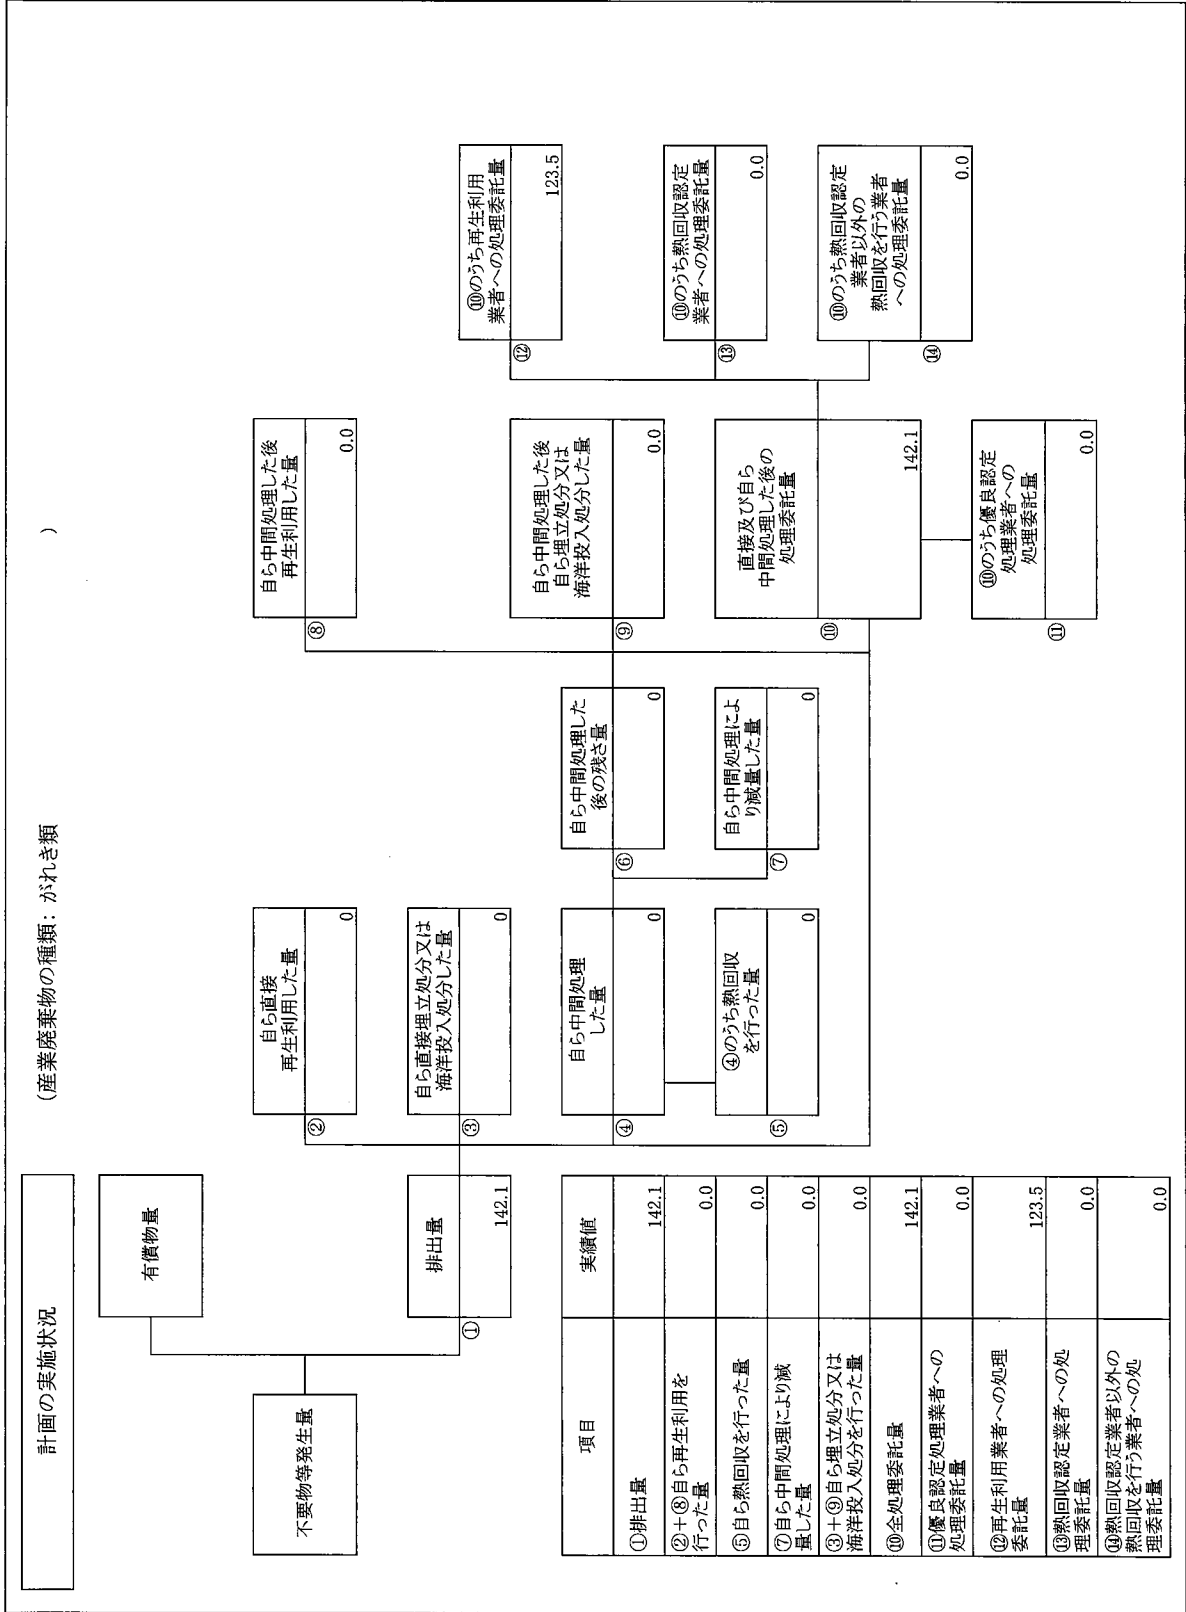 計画の実施状況
(産業廃棄物の種類: がれき類 )
不要物等発生量
有償物量
排出量
① 142.1
自ら直接
再生利用した量
② 0
自ら直接埋立処分又は
海洋投入処分した量
③ 0
自ら中間処理
した量
④ 0
④のうち熱回収
を行った量
⑤ 0
自ら中間処理した
後の残さ量
⑥ 0
自ら中間処理によ
り減量した量
⑦ 0
自ら中間処理した後
再生利用した量
⑧ 0.0
自ら中間処理した後
自ら埋立処分又は
海洋投入処分した量
⑨ 0.0
直接及び自ら
中間処理した後の
処理委託量
⑩ 142.1
⑩のうち優良認定
処理業者への
処理委託量
⑪ 0.0
⑩のうち再生利用
業者への処理委託量
⑫ 123.5
⑩のうち熱回収認定
業者への処理委託量
⑬ 0.0
⑩のうち熱回収認定
業者以外の
熱回収を行う業者
への処理委託量
⑭ 0.0
項目 実績値
①排出量 142.1
②+⑧自ら再生利用を
行った量 0.0
⑤自ら熱回収を行った量 0.0
⑦自ら中間処理により減
量した量 0.0
③+⑨自ら埋立処分又は
海洋投入処分を行った量 0.0
⑩全処理委託量 142.1
⑪優良認定処理業者への
処理委託量 0.0
⑫再生利用業者への処理
委託量 123.5
⑬熱回収認定業者への処
理委託量 0.0
⑭熱回収認定業者以外の
熱回収を行う業者への処
理委託量 0.0